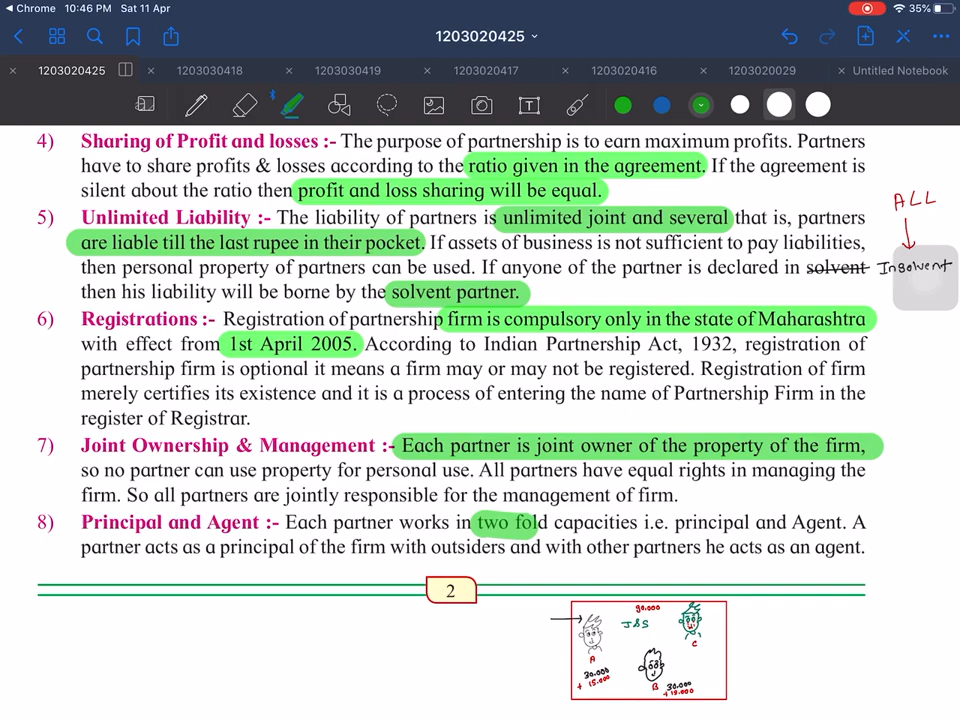 Chrome 10:46 PM Sat 11 Apr 35%
1203020425
1203020425 1203030418 1203030419 1203020417 1203020416 1203020029 Untitled Notebook
4) Sharing of Profit and losses :- The purpose of partnership is to earn maximum profits. Partners
have to share profits & losses according to the ratio given in the agreement. If the agreement is
silent about the ratio then profit and loss sharing will be equal.
ALL
5) Unlimited Liability :- The liability of partners is unlimited joint and several that is, partners
are liable till the last rupee in their pocket. If assets of business is not sufficient to pay liabilities,
then personal property of partners can be used. If anyone of the partner is declared in solvent Insolvent
then his liability will be borne by the solvent partner.
6) Registrations :- Registration of partnership firm is compulsory only in the state of Maharashtra
with effect from 1st April 2005. According to Indian Partnership Act, 1932, registration of
partnership firm is optional it means a firm may or may not be registered. Registration of firm
merely certifies its existence and it is a process of entering the name of Partnership Firm in the
register of Registrar.
7) Joint Ownership & Management :- Each partner is joint owner of the property of the firm,
so no partner can use property for personal use. All partners have equal rights in managing the
firm. So all partners are jointly responsible for the management of firm.
8) Principal and Agent :- Each partner works in two fold capacities i.e. principal and Agent. A
partner acts as a principal of the firm with outsiders and with other partners he acts as an agent.
2
90.000
J&S
A
30.000
+ 15.000
B 30.000
+ 15.000
C